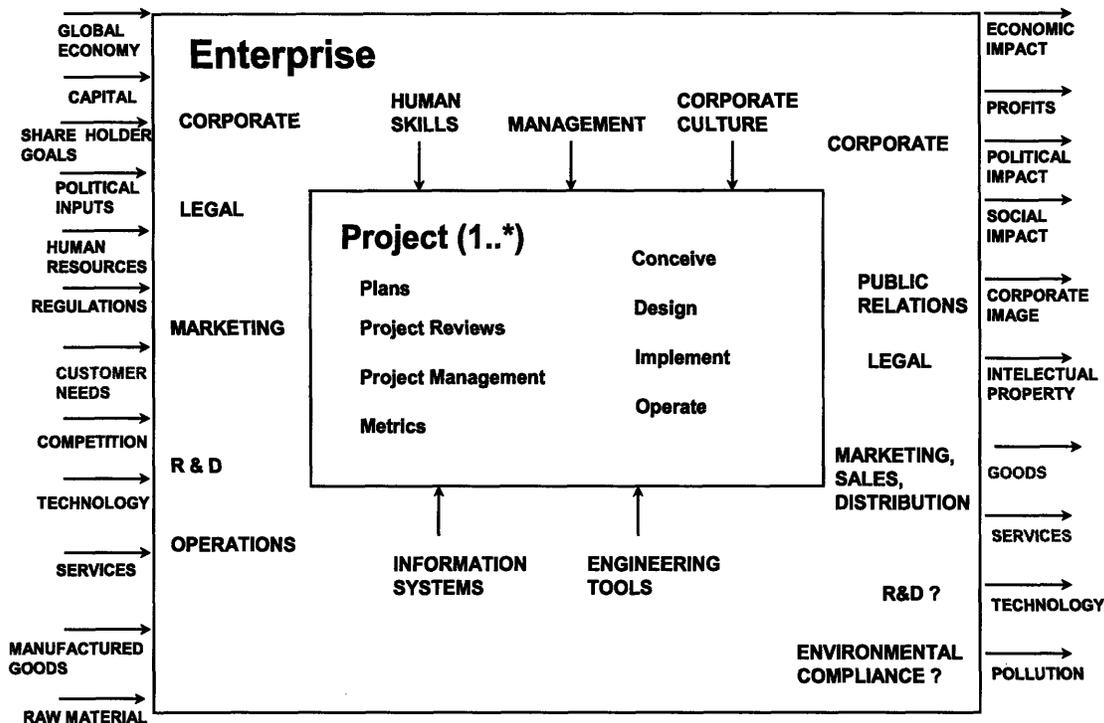 GLOBAL
ECONOMY
CAPITAL
SHARE HOLDER
GOALS
POLITICAL
INPUTS
HUMAN
RESOURCES
REGULATIONS
CUSTOMER
NEEDS
COMPETITION
TECHNOLOGY
SERVICES
MANUFACTURED
GOODS
RAW MATERIAL
Enterprise
CORPORATE
LEGAL
MARKETING
R & D
OPERATIONS
HUMAN
SKILLS
MANAGEMENT
CORPORATE
CULTURE
Project (1..*)
Plans
Project Reviews
Project Management
Metrics
Conceive
Design
Implement
Operate
INFORMATION
SYSTEMS
ENGINEERING
TOOLS
CORPORATE
PUBLIC
RELATIONS
LEGAL
MARKETING,
SALES,
DISTRIBUTION
R&D ?
ENVIRONMENTAL
COMPLIANCE ?
ECONOMIC
IMPACT
PROFITS
POLITICAL
IMPACT
SOCIAL
IMPACT
CORPORATE
IMAGE
INTELECTUAL
PROPERTY
GOODS
SERVICES
TECHNOLOGY
POLLUTION